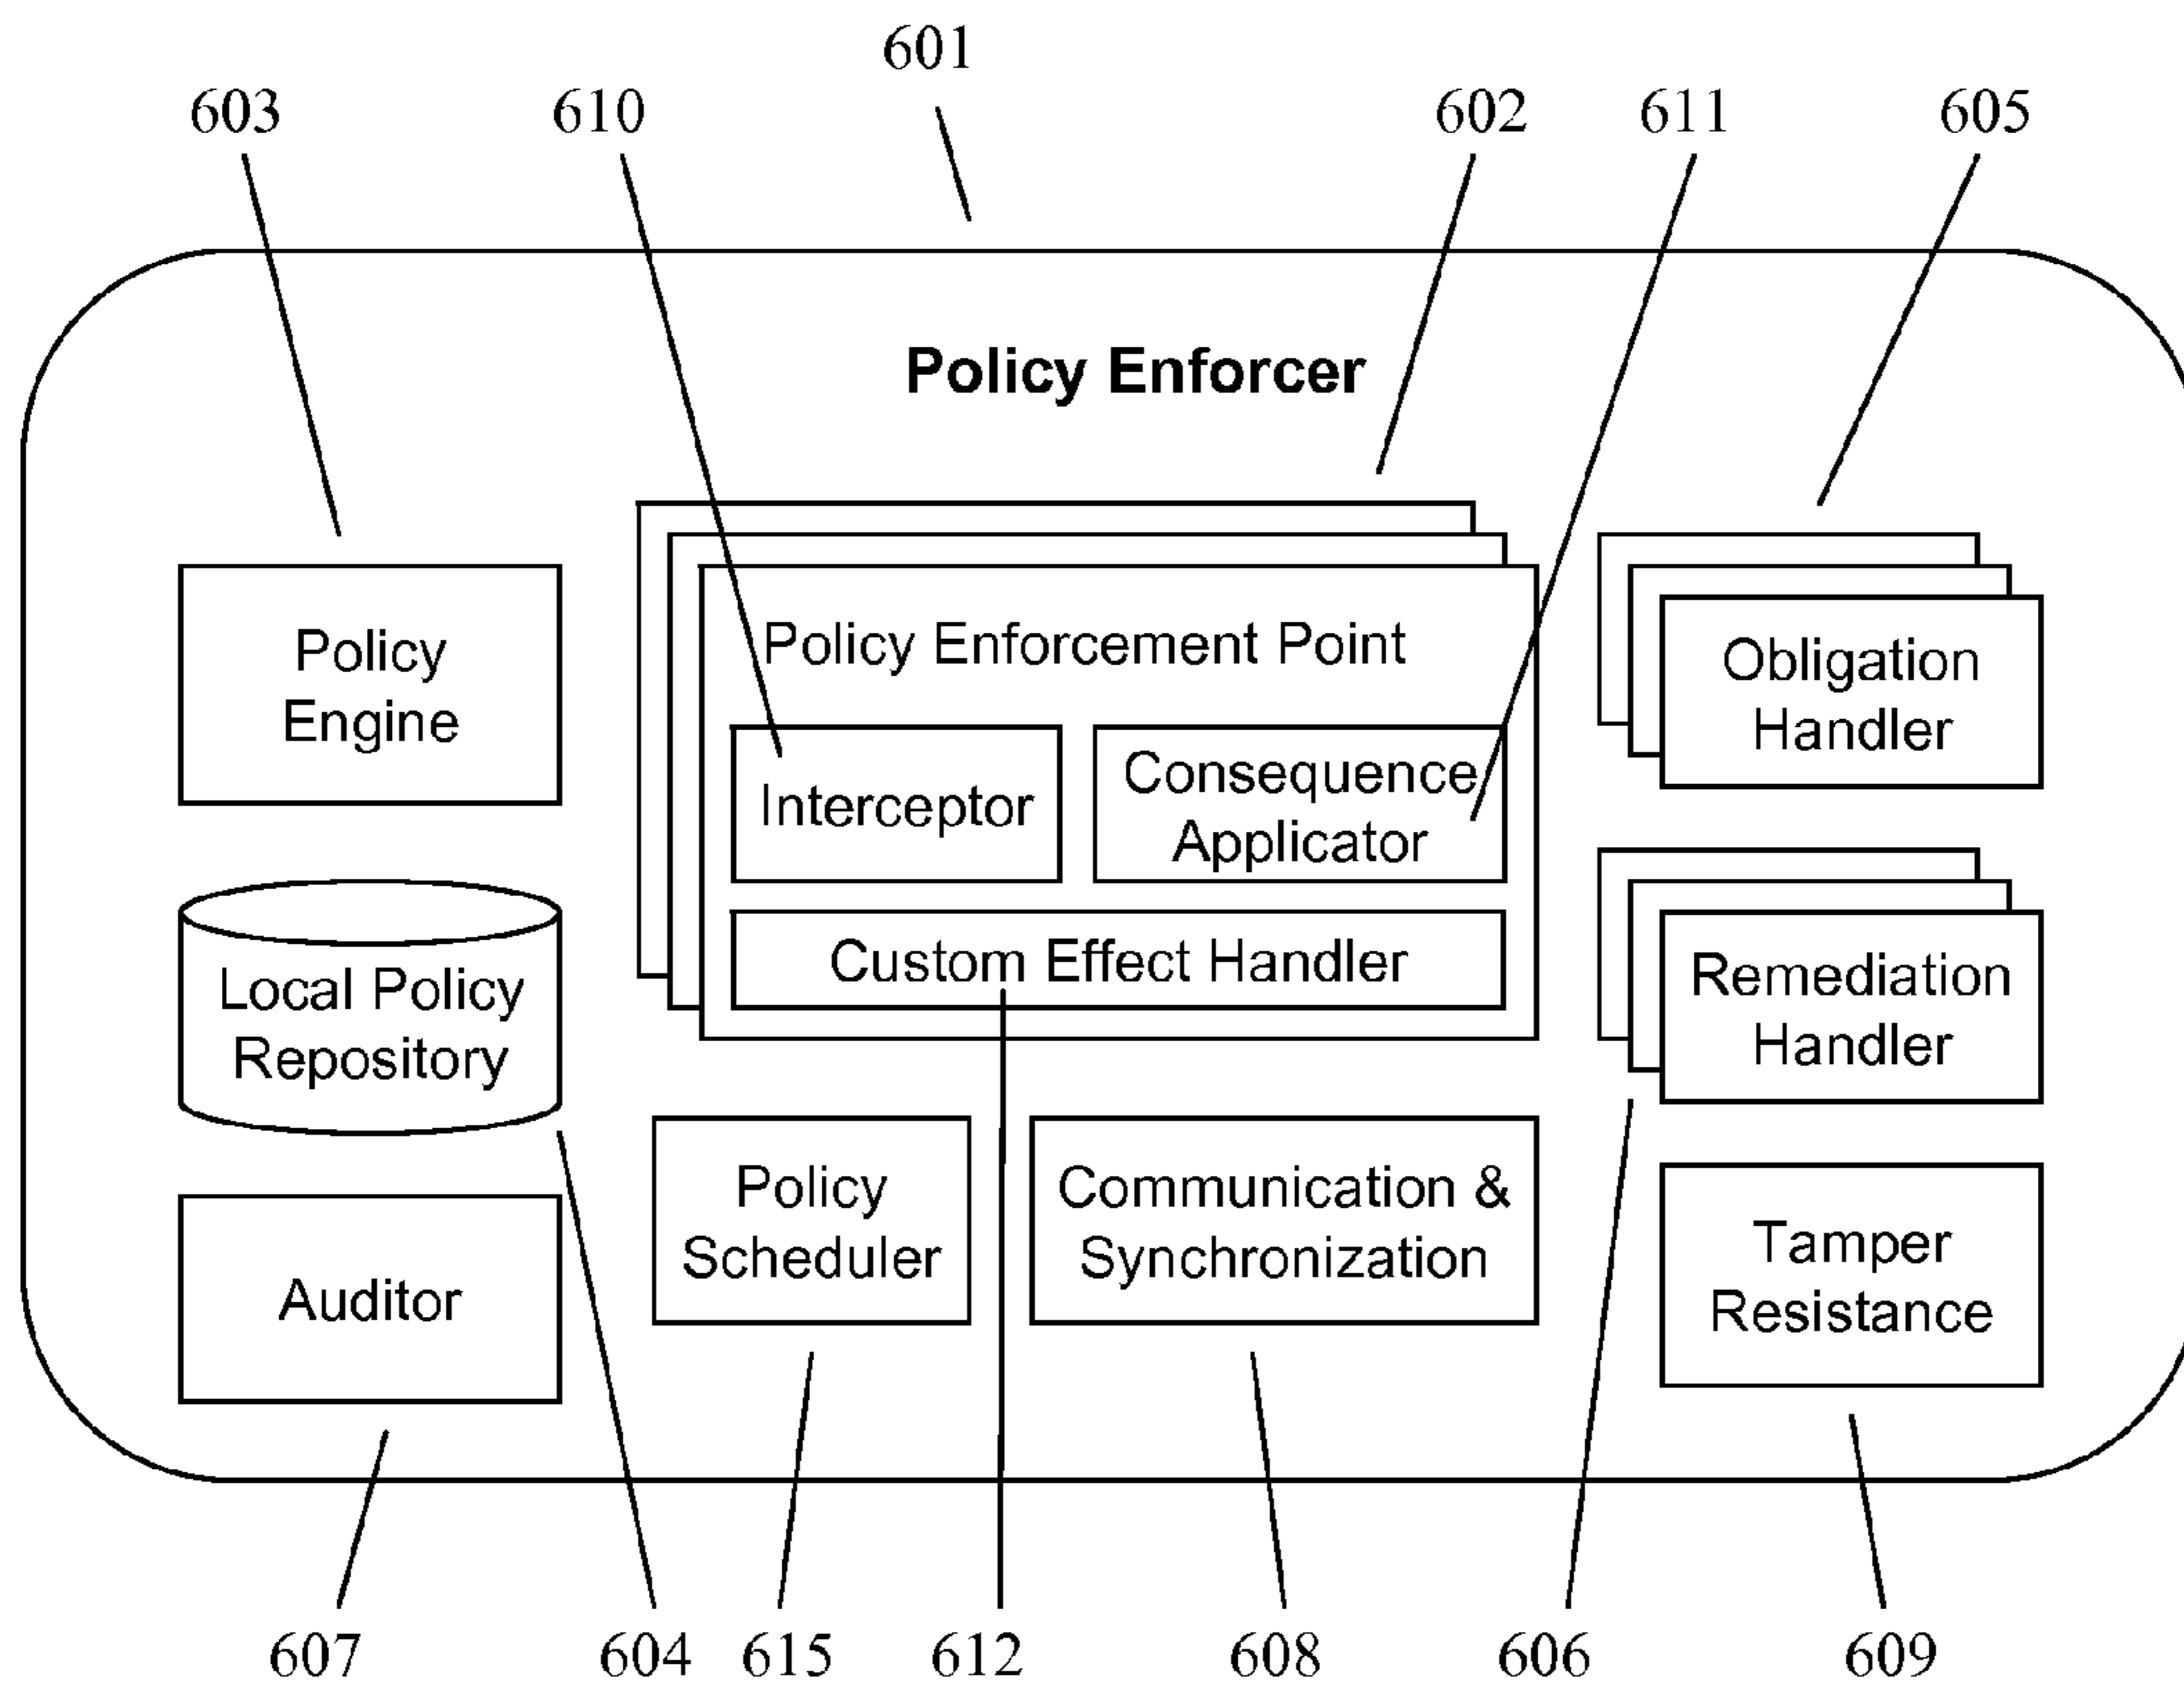 601
603
610
602
611
605
Policy Enforcer
Policy
Engine
Policy Enforcement Point
Interceptor
Consequence
Applicator
Custom Effect Handler
Obligation
Handler
Local Policy
Repository
Remediation
Handler
Auditor
Policy
Scheduler
Communication &
Synchronization
Tamper
Resistance
607
604
615
612
608
606
609